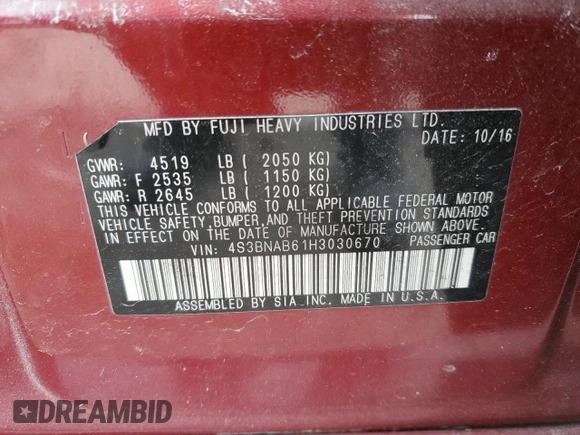 MFD BY FUJI HEAVY INDUSTRIES LTD.
DATE: 10/16
GVWR: 4519 LB ( 2050 KG)
GAWR: F 2535 LB ( 1150 KG)
GAWR: R 2645 LB ( 1200 KG)
THIS VEHICLE CONFORMS TO ALL APPLICABLE FEDERAL MOTOR
VEHICLE SAFETY, BUMPER, AND THEFT PREVENTION STANDARDS
IN EFFECT ON THE DATE OF MANUFACTURE SHOWN ABOVE.
VIN: 4S3BNAB61H3030670 PASSENGER CAR
ASSEMBLED BY SIA INC. MADE IN U.S.A.
DREAMBID